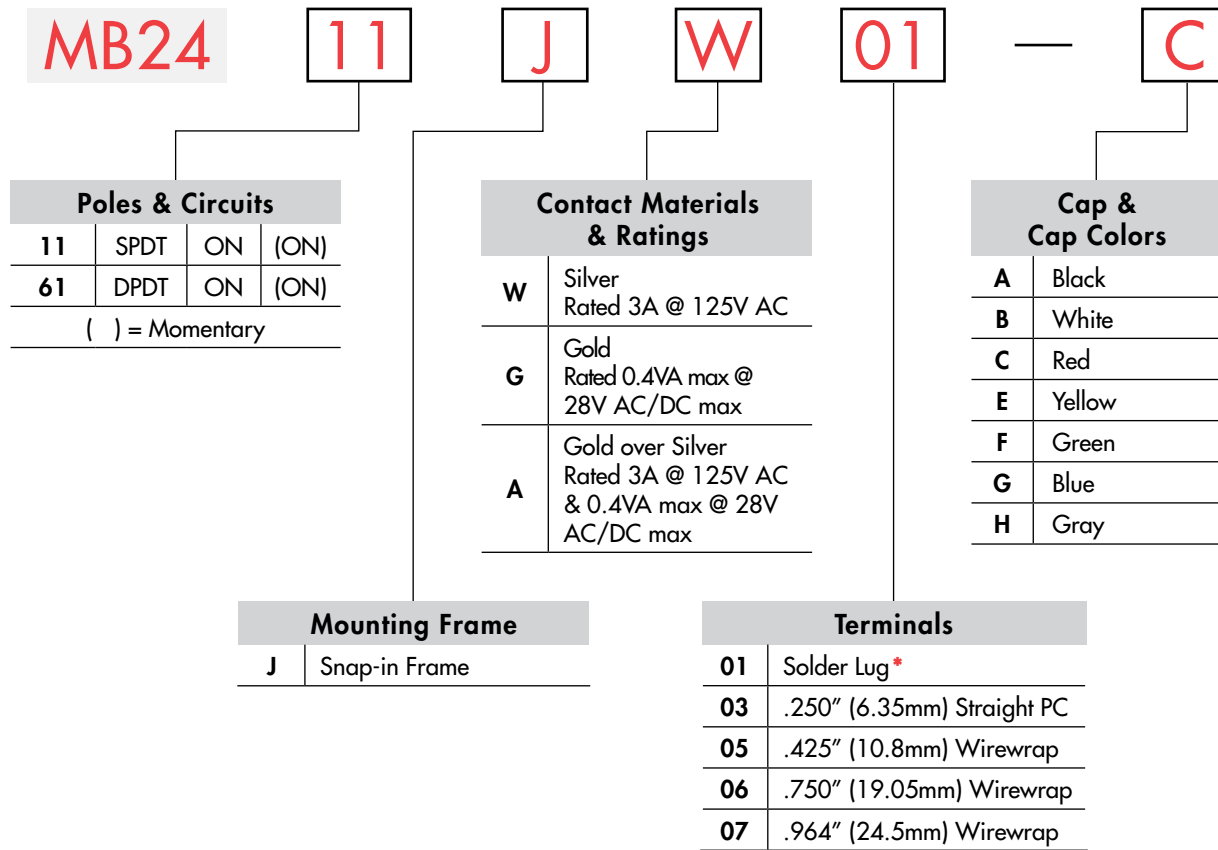 MB24 11 J W 01 — C
Poles & Circuits
11 SPDT ON (ON)
61 DPDT ON (ON)
( ) = Momentary
Contact Materials
& Ratings
W Silver
Rated 3A @ 125V AC
G Gold
Rated 0.4VA max @
28V AC/DC max
A Gold over Silver
Rated 3A @ 125V AC
& 0.4VA max @ 28V
AC/DC max
Cap &
Cap Colors
A Black
B White
C Red
E Yellow
F Green
G Blue
H Gray
Mounting Frame
J Snap-in Frame
Terminals
01 Solder Lug*
03 .250″ (6.35mm) Straight PC
05 .425″ (10.8mm) Wirewrap
06 .750″ (19.05mm) Wirewrap
07 .964″ (24.5mm) Wirewrap